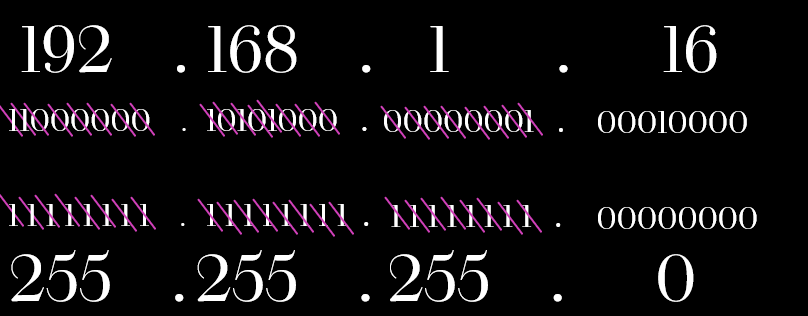 192 . 168 . 1 . 16
11000000 . 10101000 . 00000001 . 00010000
11111111 . 11111111 . 11111111 . 00000000
255 . 255 . 255 . 0